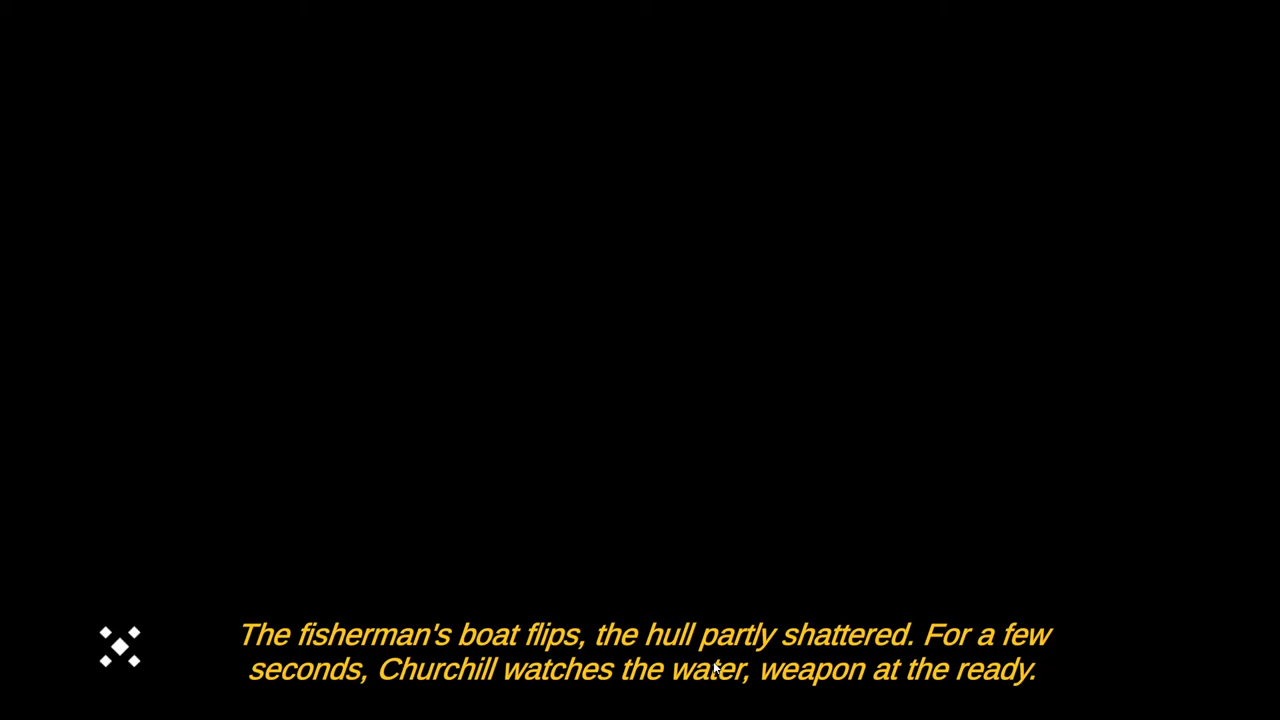 The fisherman's boat flips, the hull partly shattered. For a few
seconds, Churchill watches the water, weapon at the ready.